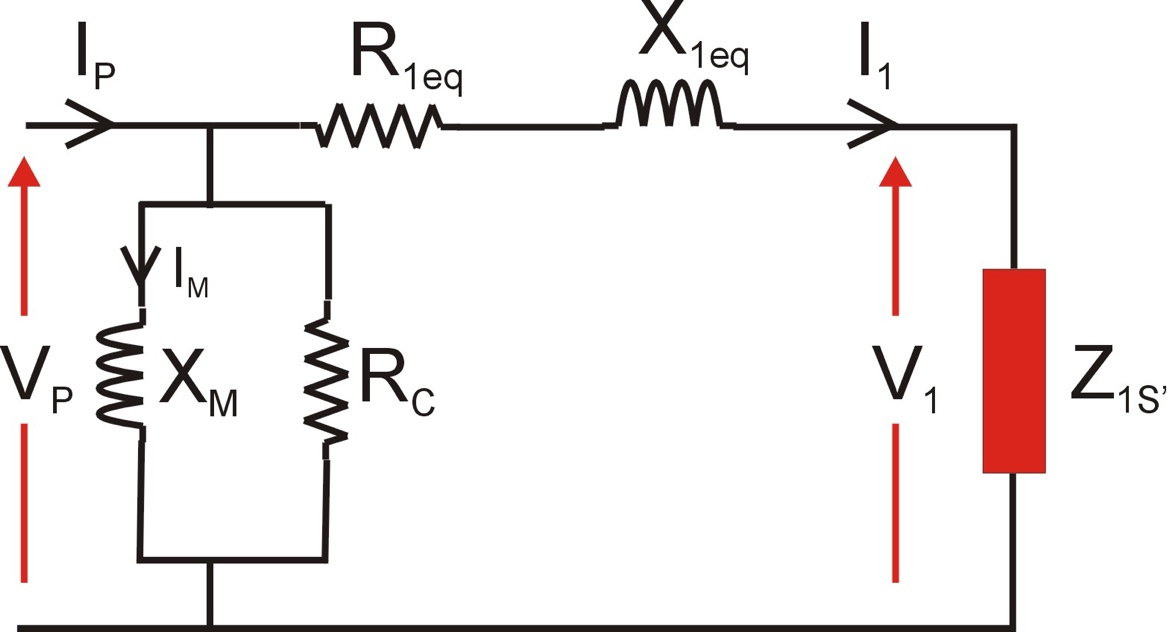 I_P
R_1eq
X_1eq
I_1
I_M
V_P
X_M
R_C
V_1
Z_1S'